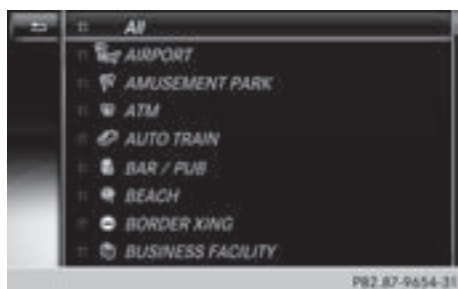 All
AIRPORT
AMUSEMENT PARK
ATM
AUTO TRAIN
BAR / PUB
BEACH
BORDER XING
BUSINESS FACILITY
P82.87-9654-31